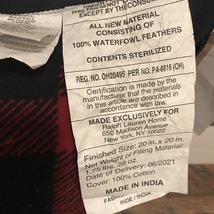 EXCEPT BY THE CONSUMER
ALL NEW MATERIAL
CONSISTING OF
100% WATERFOWL FEATHERS
CONTENTS STERILIZED
REG. NO. OH20495 PER. NO. PA-8816 (OH)
Certification is made by the
manufacturer that the materials
in this article are described in
accordance with law.
MADE EXCLUSIVELY FOR
Ralph Lauren Home
650 Madison Avenue
New York, NY
10022
Finished Size: 20 in. x 20 in.
Net Weight of Filling Material:
1.75 lbs. 28 oz.
Date of Delivery: 06/2021
Cover: 100% Cotton
MADE IN INDIA